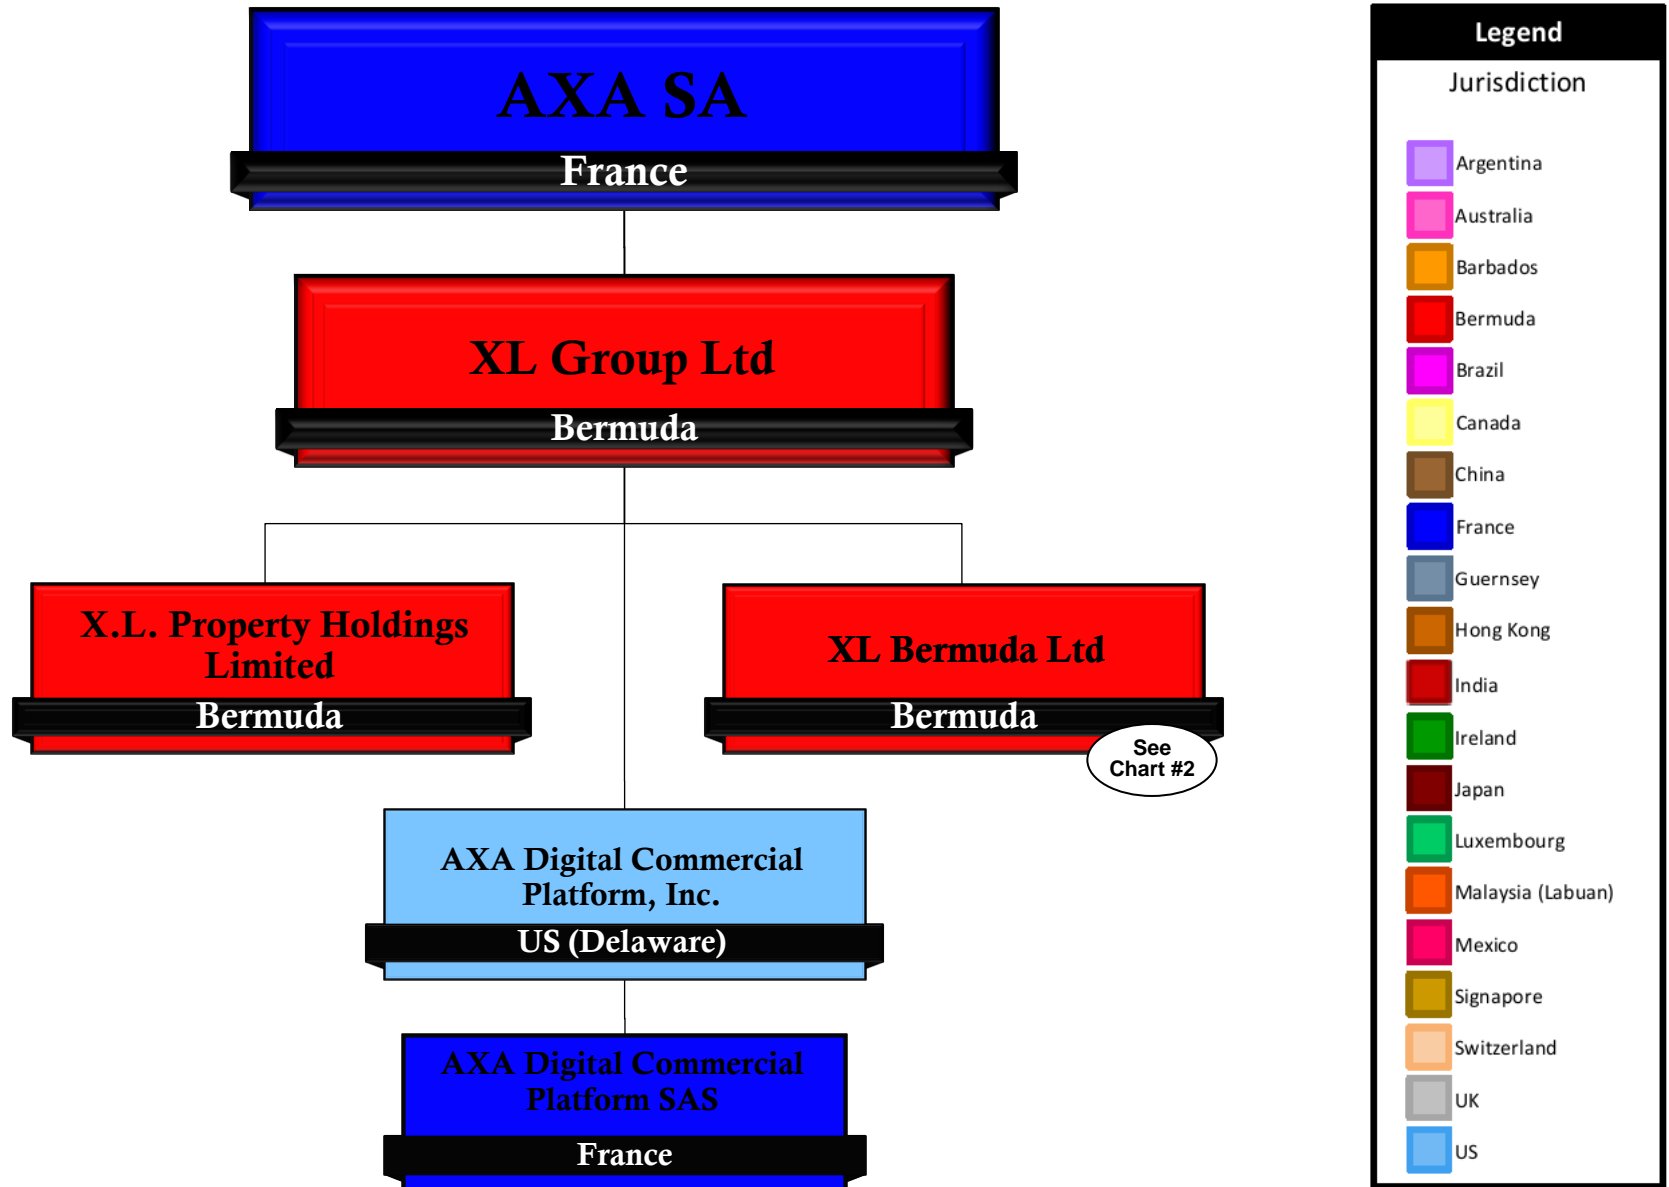 AXA SA
France
XL Group Ltd
Bermuda
X.L. Property Holdings
Limited
Bermuda
XL Bermuda Ltd
Bermuda
See
Chart #2
AXA Digital Commercial
Platform, Inc.
US (Delaware)
AXA Digital Commercial
Platform SAS
France
Legend
Jurisdiction
Argentina
Australia
Barbados
Bermuda
Brazil
Canada
China
France
Guernsey
Hong Kong
India
Ireland
Japan
Luxembourg
Malaysia (Labuan)
Mexico
Signapore
Switzerland
UK
US